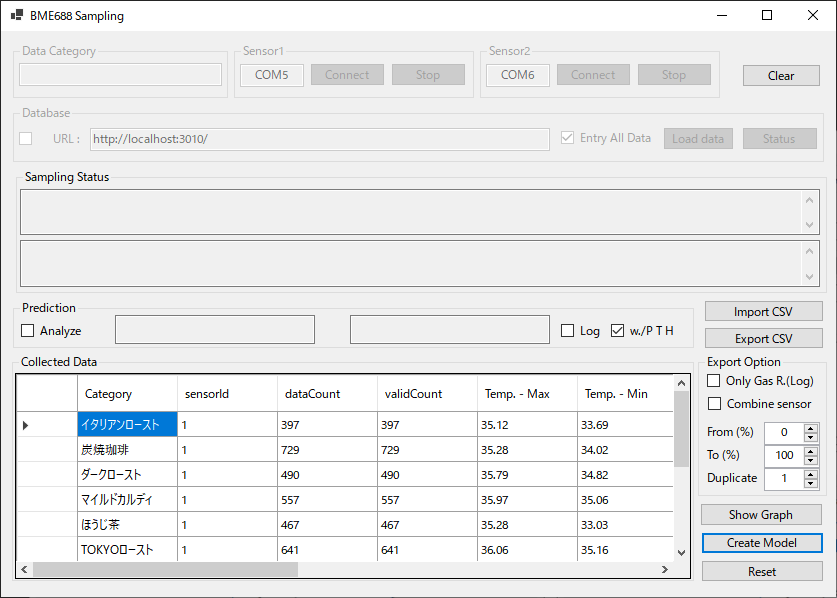 BME688 Sampling
Data Category
Sensor1
COM5 Connect Stop
Sensor2
COM6 Connect Stop
Clear
Database
URL : http://localhost:3010/ Entry All Data Load data Status
Sampling Status
Prediction
Analyze Log w./P T H
Import CSV
Export CSV
Collected Data
Category sensorId dataCount validCount Temp. - Max Temp. - Min
イタリアンロースト 1 397 397 35.12 33.69
炭焼珈琲 1 729 729 35.28 34.02
ダークロースト 1 490 490 35.79 34.82
マイルドカルディ 1 557 557 35.97 35.06
ほうじ茶 1 467 467 35.28 33.03
TOKYOロースト 1 641 641 36.06 35.16
Export Option
Only Gas R.(Log)
Combine sensor
From (%) 0
To (%) 100
Duplicate 1
Show Graph
Create Model
Reset